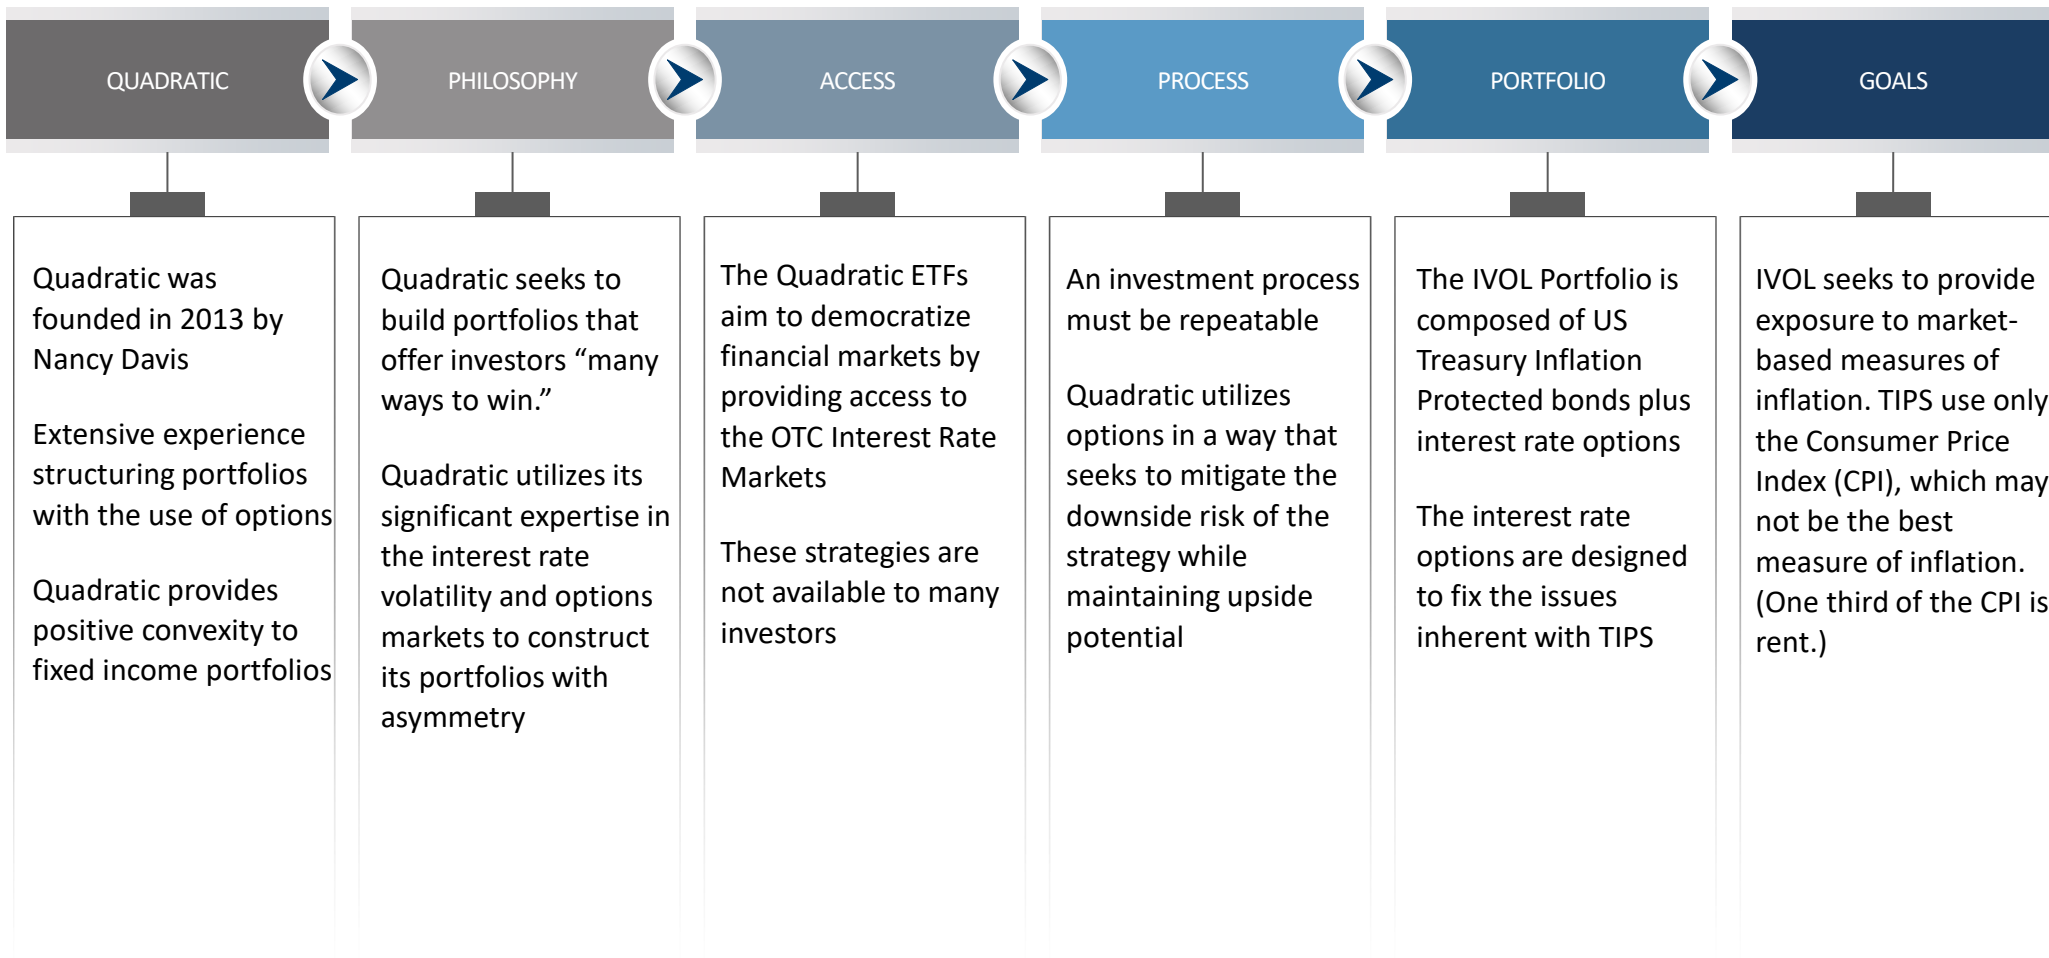 QUADRATIC
PHILOSOPHY
ACCESS
PROCESS
PORTFOLIO
GOALS
Quadratic was
founded in 2013 by
Nancy Davis
Extensive experience
structuring portfolios
with the use of options
Quadratic provides
positive convexity to
fixed income portfolios
Quadratic seeks to
build portfolios that
offer investors “many
ways to win.”
Quadratic utilizes its
significant expertise in
the interest rate
volatility and options
markets to construct
its portfolios with
asymmetry
The Quadratic ETFs
aim to democratize
financial markets by
providing access to
the OTC Interest Rate
Markets
These strategies are
not available to many
investors
An investment process
must be repeatable
Quadratic utilizes
options in a way that
seeks to mitigate the
downside risk of the
strategy while
maintaining upside
potential
The IVOL Portfolio is
composed of US
Treasury Inflation
Protected bonds plus
interest rate options
The interest rate
options are designed
to fix the issues
inherent with TIPS
IVOL seeks to provide
exposure to market-
based measures of
inflation. TIPS use only
the Consumer Price
Index (CPI), which may
not be the best
measure of inflation.
(One third of the CPI is
rent.)